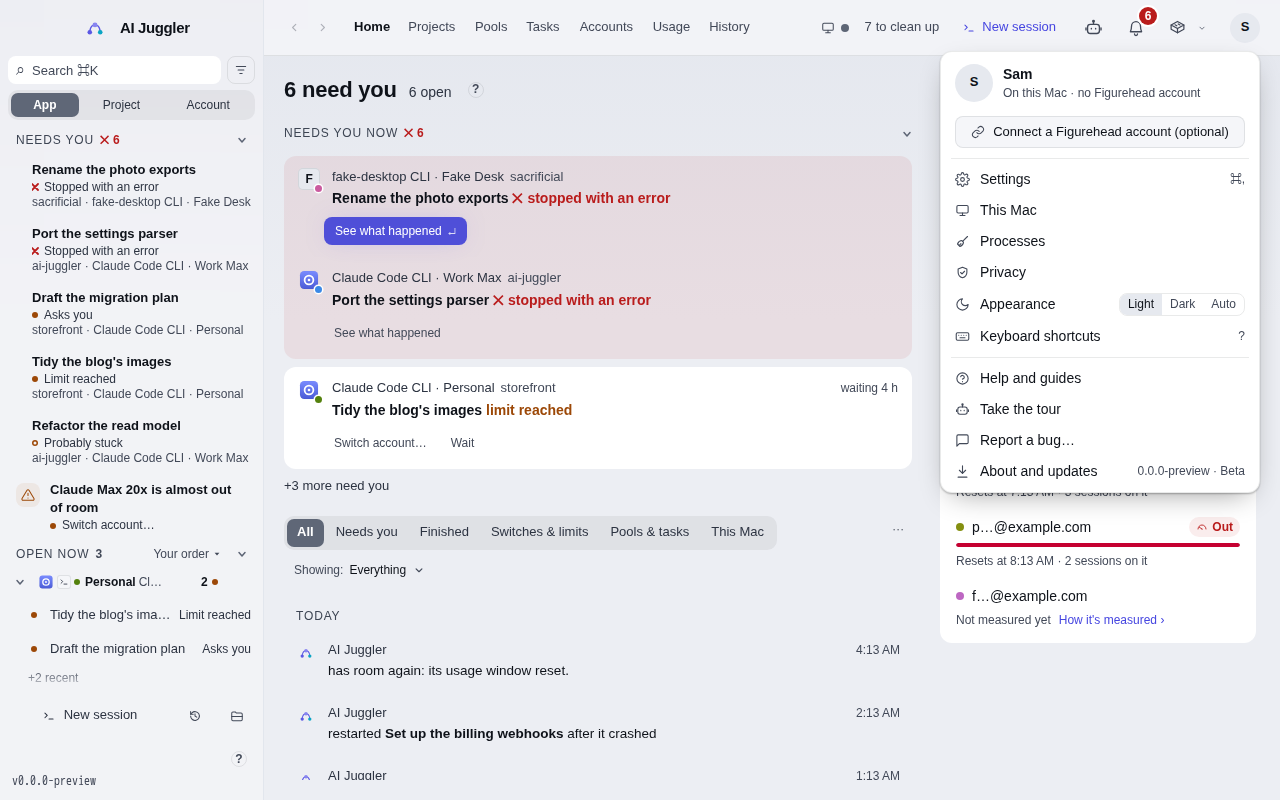 AI Juggler
Search ⌘K
App Project Account
NEEDS YOU 6
Rename the photo exports
Stopped with an error
sacrificial · fake-desktop CLI · Fake Desk
Port the settings parser
Stopped with an error
ai-juggler · Claude Code CLI · Work Max
Draft the migration plan
Asks you
storefront · Claude Code CLI · Personal
Tidy the blog's images
Limit reached
storefront · Claude Code CLI · Personal
Refactor the read model
Probably stuck
ai-juggler · Claude Code CLI · Work Max
Claude Max 20x is almost out
of room
Switch account…
OPEN NOW 3 Your order
Personal Cl… 2
Tidy the blog's ima… Limit reached
Draft the migration plan Asks you
+2 recent
New session
?
v0.0.0-preview
Home Projects Pools Tasks Accounts Usage History
7 to clean up
New session
6
S
6 need you 6 open ?
NEEDS YOU NOW 6
F
fake-desktop CLI · Fake Desk sacrificial
Rename the photo exports stopped with an error
See what happened
Claude Code CLI · Work Max ai-juggler
Port the settings parser stopped with an error
See what happened
Claude Code CLI · Personal storefront waiting 4 h
Tidy the blog's images limit reached
Switch account… Wait
+3 more need you
All Needs you Finished Switches & limits Pools & tasks This Mac …
Showing: Everything
TODAY
AI Juggler 4:13 AM
has room again: its usage window reset.
AI Juggler 2:13 AM
restarted Set up the billing webhooks after it crashed
AI Juggler 1:13 AM
S
Sam
On this Mac · no Figurehead account
Connect a Figurehead account (optional)
Settings ⌘,
This Mac
Processes
Privacy
Appearance Light Dark Auto
Keyboard shortcuts ?
Help and guides
Take the tour
Report a bug…
About and updates 0.0.0-preview · Beta
Resets at 7:13 AM · 3 sessions on it
p…@example.com Out
Resets at 8:13 AM · 2 sessions on it
f…@example.com
Not measured yet How it's measured ›